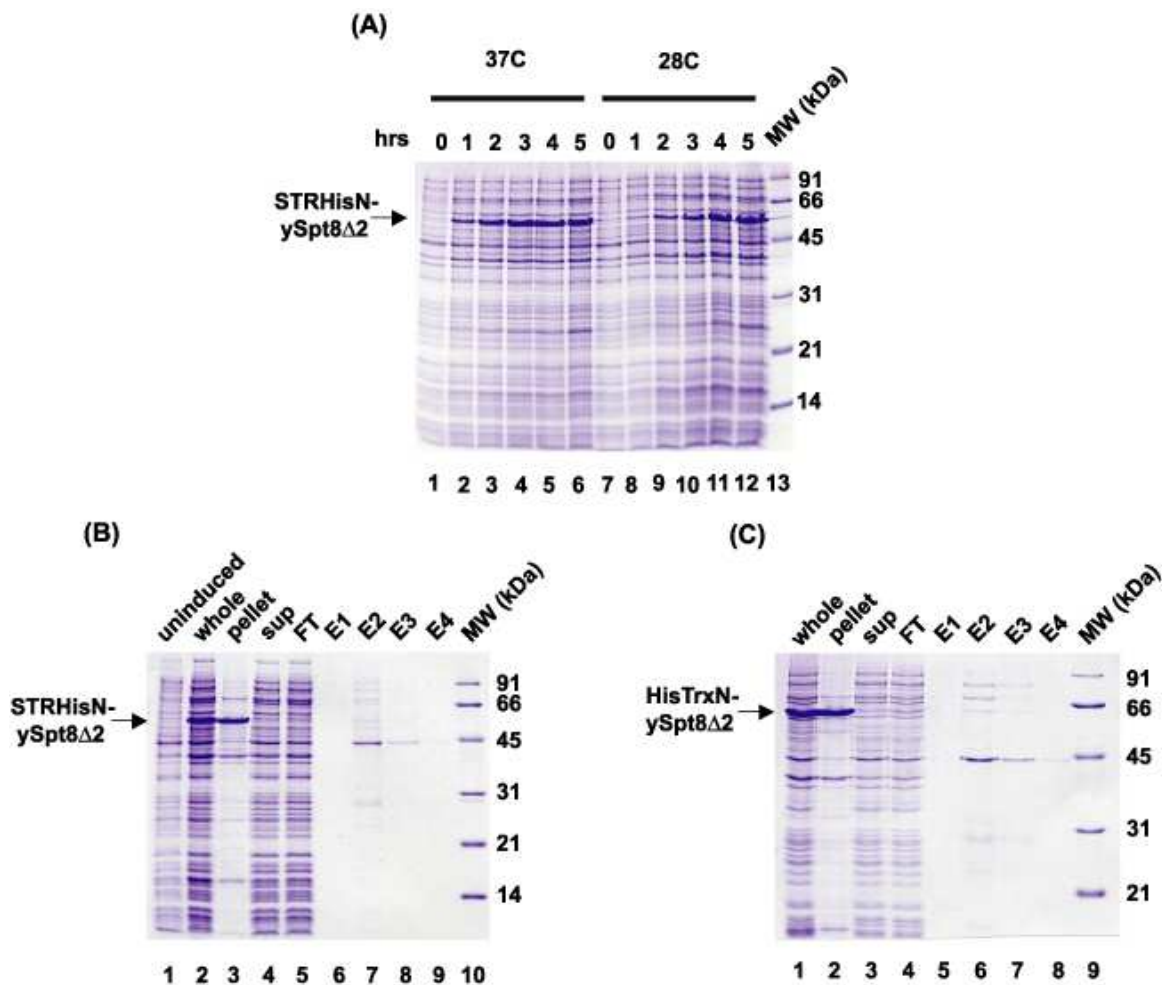 (A)
37C 28C
hrs 0 1 2 3 4 5 0 1 2 3 4 5 MW (kDa)
STRHisN-
ySpt8Δ2
91
66
45
31
21
14
1 2 3 4 5 6 7 8 9 10 11 12 13
(B)
uninduced whole pellet sup FT E1 E2 E3 E4 MW (kDa)
STRHisN-
ySpt8Δ2
91
66
45
31
21
14
1 2 3 4 5 6 7 8 9 10
(C)
whole pellet sup FT E1 E2 E3 E4 MW (kDa)
HisTrxN-
ySpt8Δ2
91
66
45
31
21
1 2 3 4 5 6 7 8 9